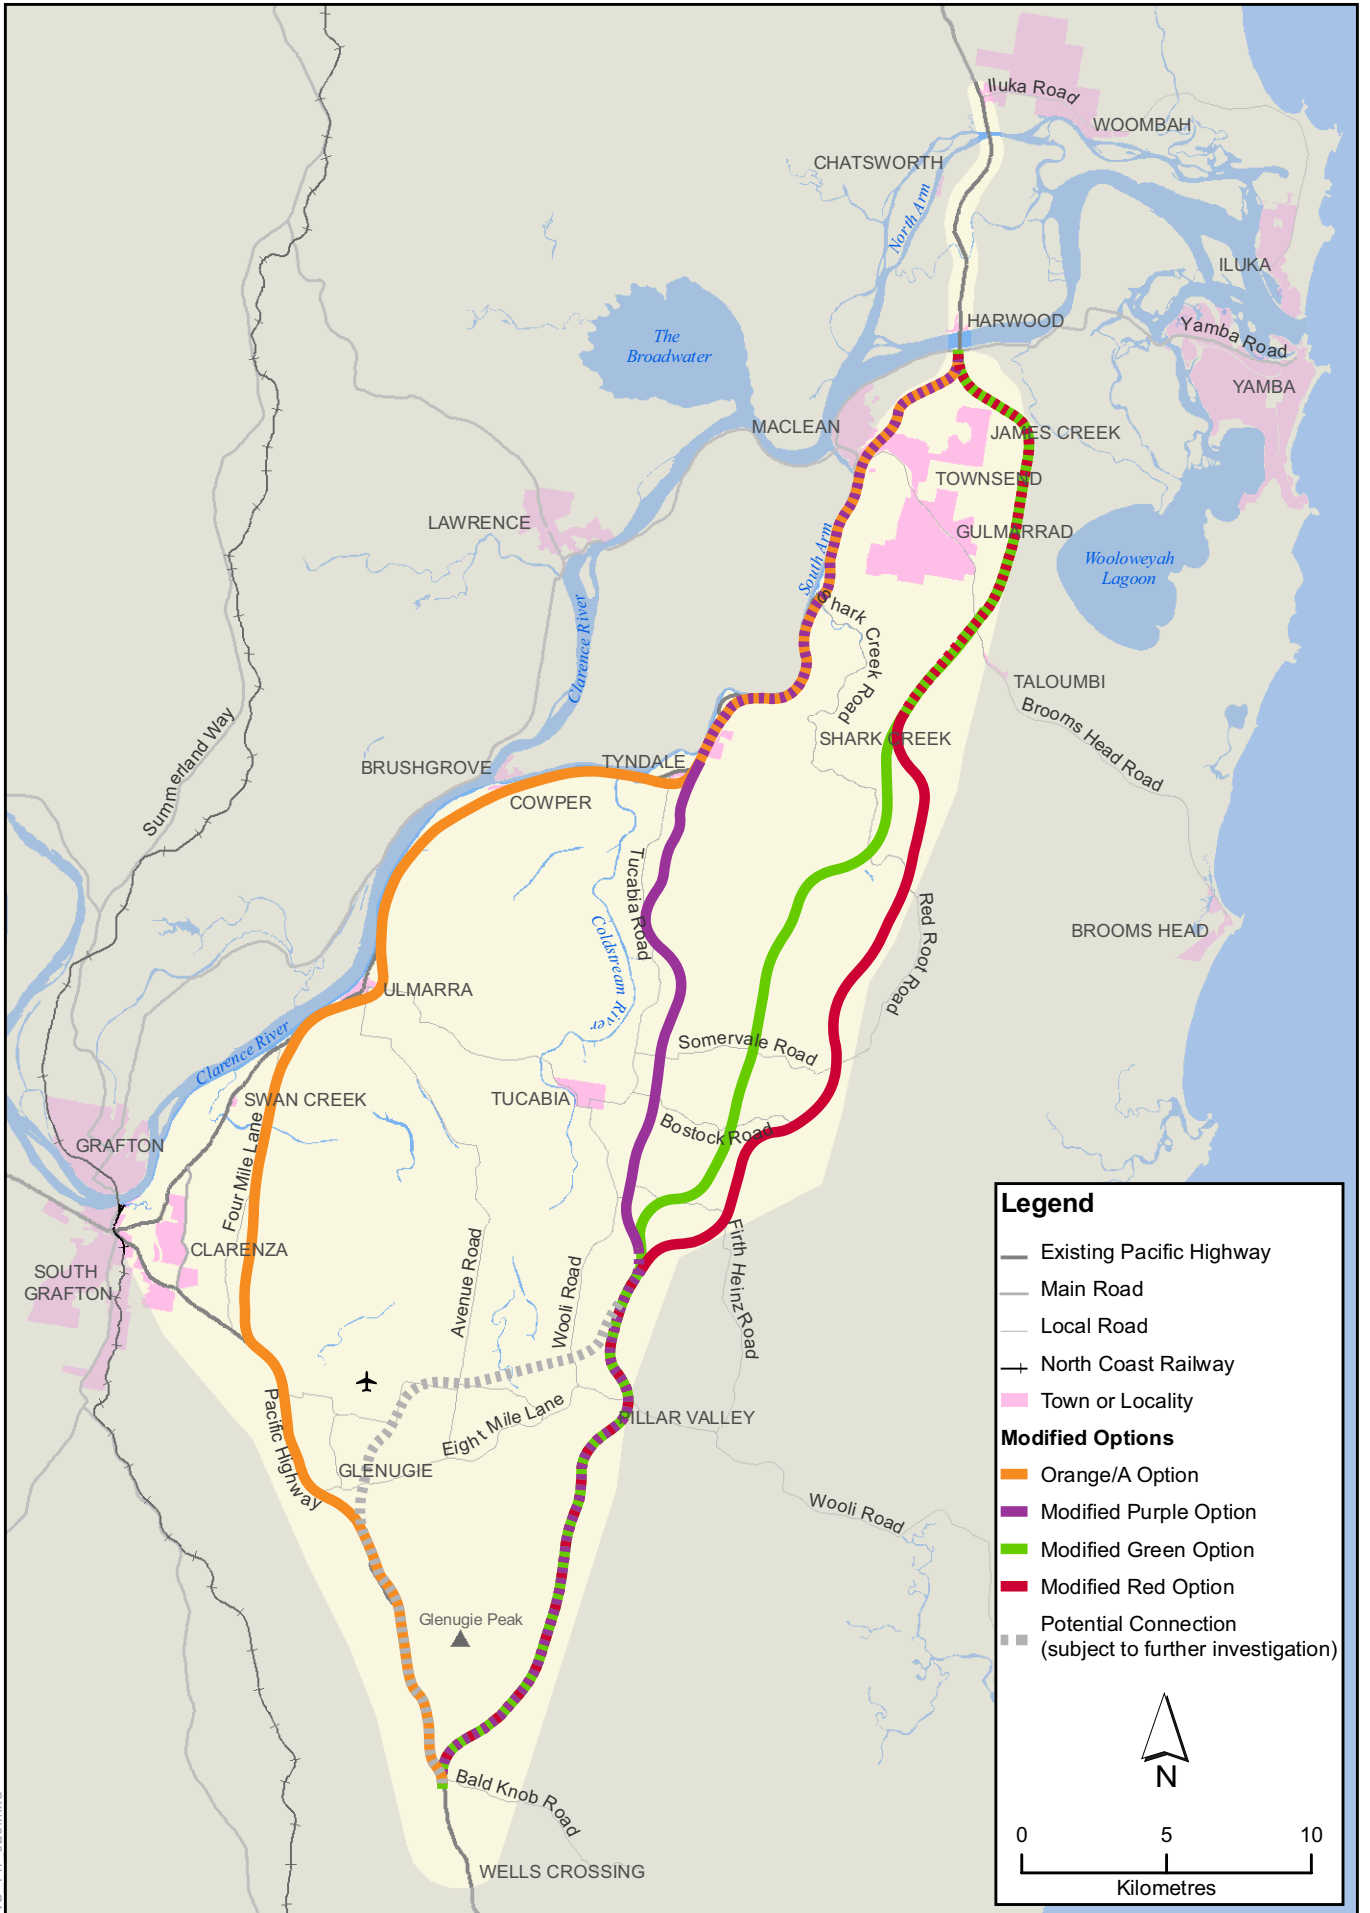 Iluka Road
WOOMBAH
CHATSWORTH
North Arm
ILUKA
HARWOOD
The
Broadwater
Yamba Road
YAMBA
MACLEAN
JAMES CREEK
TOWNSEND
LAWRENCE
GULMARRAD
South Arm
Wooloweyah
Lagoon
Shark Creek Road
Clarence River
TALOUMBI
Brooms Head Road
SHARK CREEK
Summerland Way
BRUSHGROVE
TYNDALE
COWPER
Tucabia Road
Red Root Road
Coldstream River
BROOMS HEAD
ULMARRA
Clarence River
Somervale Road
SWAN CREEK
TUCABIA
Bostock Road
GRAFTON
Four Mile Lane
CLARENZA
SOUTH
GRAFTON
Avenue Road
Wooli Road
Firth Heinz Road
Pacific Highway
Eight Mile Lane
PILLAR VALLEY
GLENUGIE
Wooli Road
Glenugie Peak
Bald Knob Road
WELLS CROSSING
Legend
Existing Pacific Highway
Main Road
Local Road
North Coast Railway
Town or Locality
Modified Options
Orange/A Option
Modified Purple Option
Modified Green Option
Modified Red Option
Potential Connection
(subject to further investigation)
N
0 5 10
Kilometres